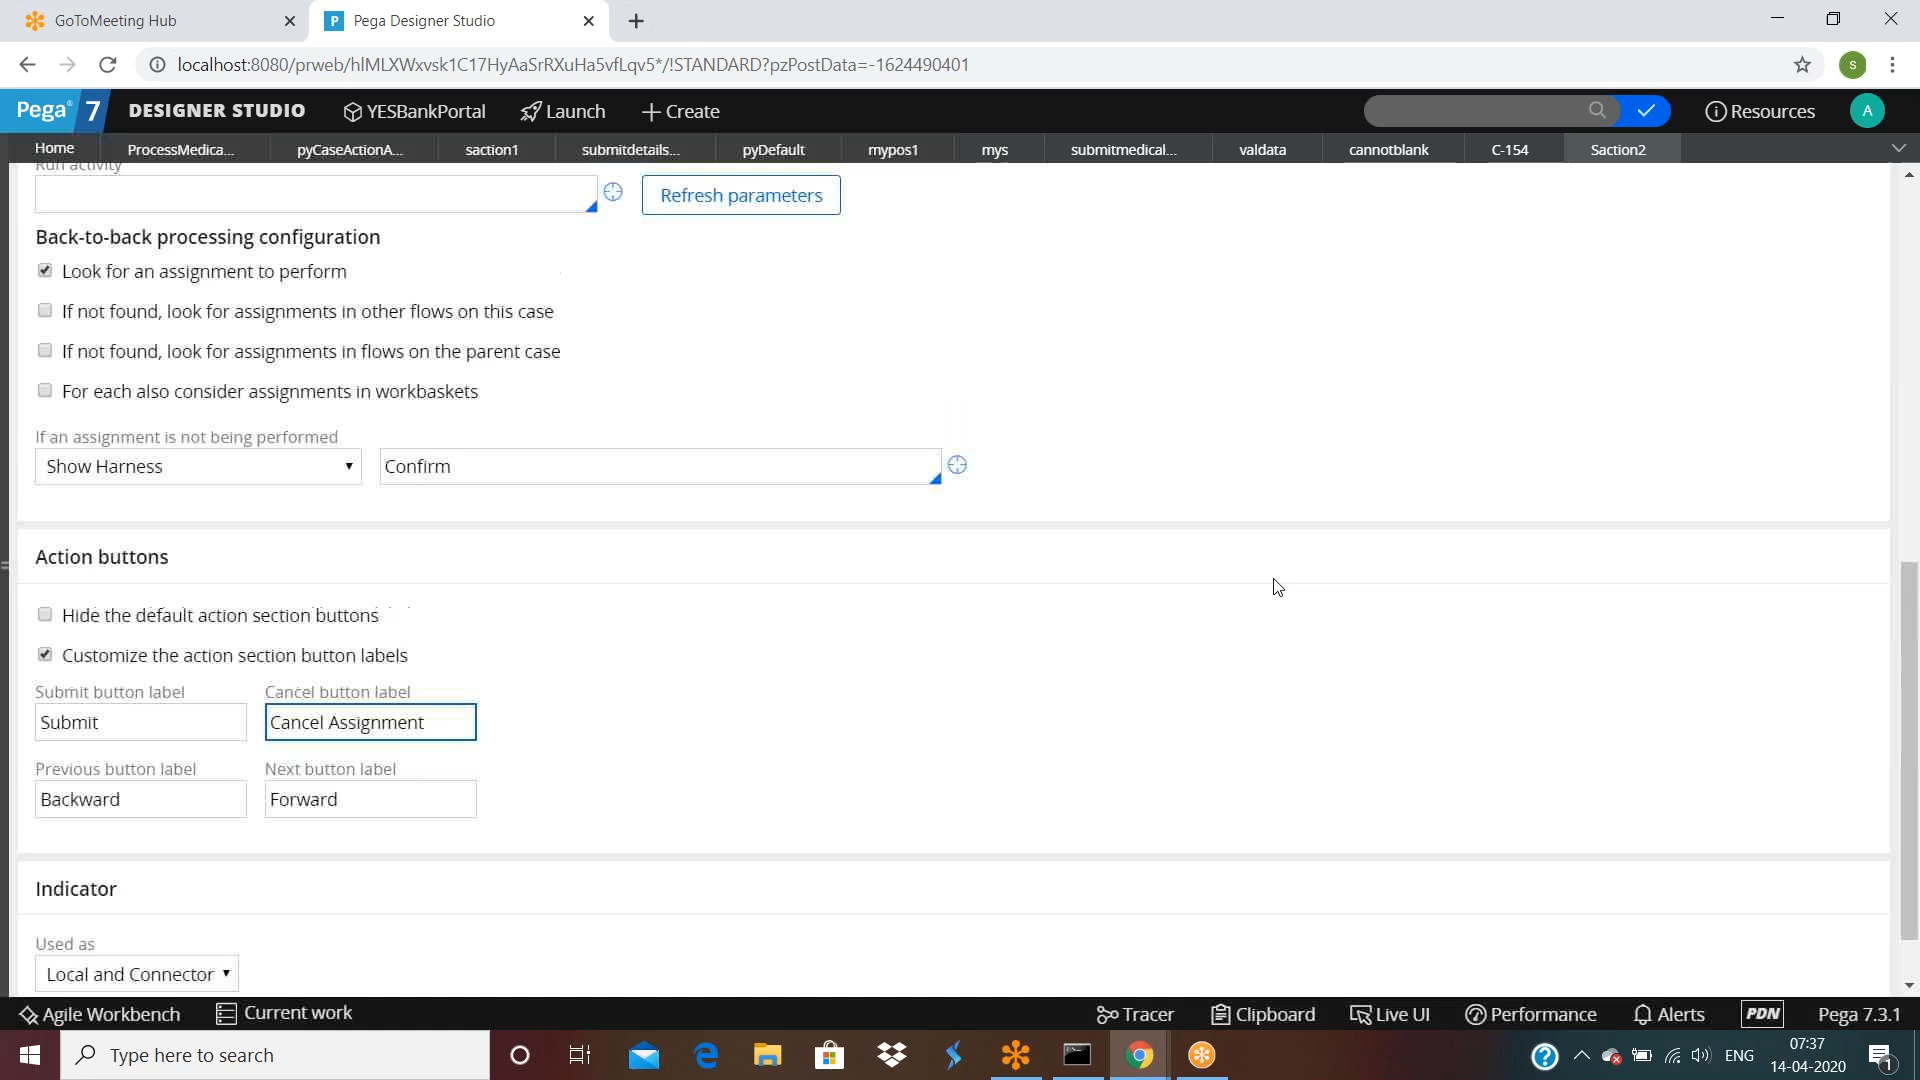 GoToMeeting Hub
Pega Designer Studio
localhost:8080/prweb/hIMLXWxvsk1C17HyAaSrRXuHa5vfLqv5*/!STANDARD?pzPostData=-1624490401
S
Pega 7 DESIGNER STUDIO YESBankPortal Launch Create Resources A
Home ProcessMedica... pyCaseActionA... saction1 submitdetails... pyDefault mypos1 mys submitmedical... valdata cannotblank C-154 Saction2
Run activity
Refresh parameters
Back-to-back processing configuration
Look for an assignment to perform
If not found, look for assignments in other flows on this case
If not found, look for assignments in flows on the parent case
For each also consider assignments in workbaskets
If an assignment is not being performed
Show Harness Confirm
Action buttons
Hide the default action section buttons
Customize the action section button labels
Submit button label Cancel button label
Submit Cancel Assignment
Previous button label Next button label
Backward Forward
Indicator
Used as
Local and Connector
Agile Workbench Current work Tracer Clipboard Live UI Performance Alerts PDN Pega 7.3.1
Type here to search ENG 07:37
14-04-2020 1